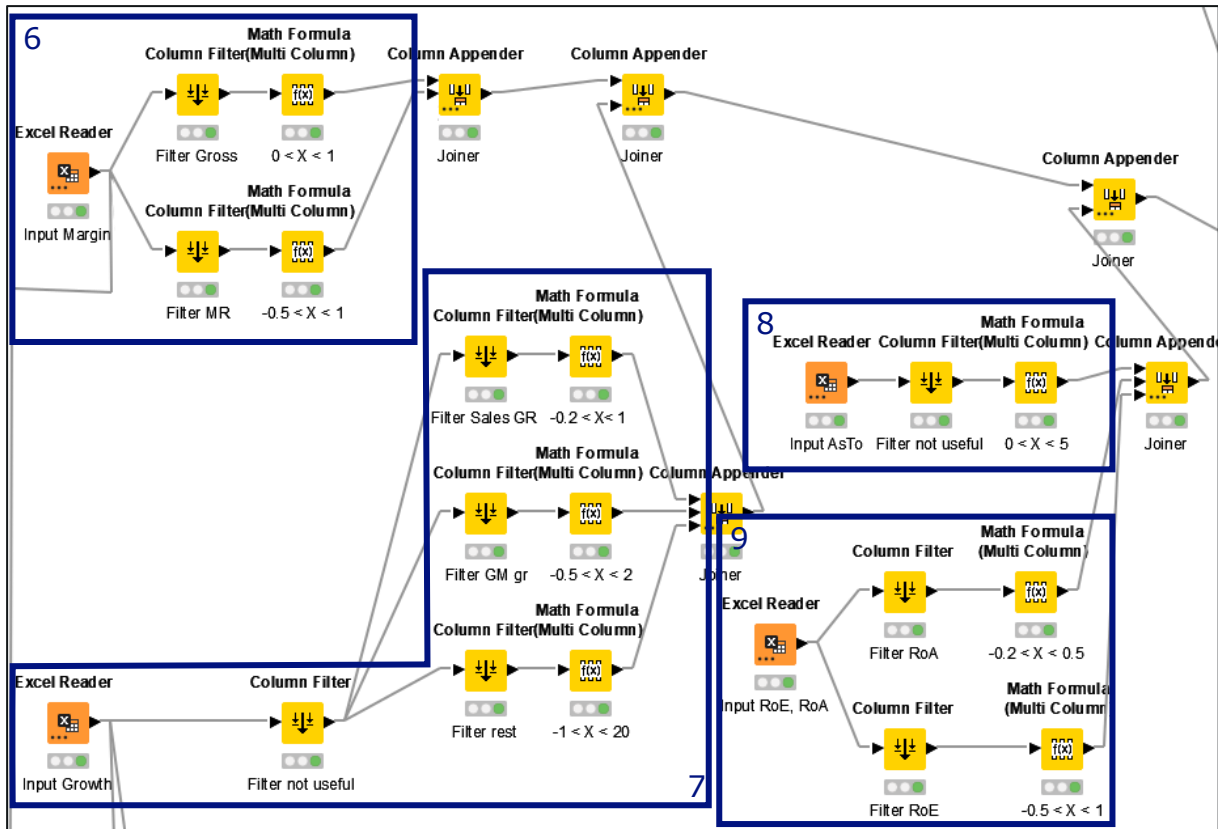 6
Math Formula
Column Filter(Multi Column)
Column Appender
Column Appender
Excel Reader
Filter Gross
0 < X < 1
Joiner
Joiner
Math Formula
Column Filter(Multi Column)
Column Appender
Input Margin
Joiner
Filter MR
-0.5 < X < 1
Math Formula
Column Filter(Multi Column)
8
Math Formula
Excel Reader
Column Filter(Multi Column)
Column Appende
Filter Sales GR
-0.2 < X< 1
Input AsTo
Filter not useful
0 < X < 5
Joiner
Math Formula
Column Filter(Multi Column)
Column Appender
9
Math Formula
Column Filter
(Multi Column)
Filter GM gr
-0.5 < X < 2
Joiner
Math Formula
Column Filter(Multi Column)
Excel Reader
Filter RoA
-0.2 < X < 0.5
Excel Reader
Column Filter
Input RoE, RoA
Math Formula
Column Filter
(Multi Column
Filter rest
-1 < X < 20
Input Growth
Filter not useful
7
Filter RoE
-0.5 < X < 1
f(x)
f(x)
f(x)
f(x)
f(x)
f(x)
f(x)
f(x)